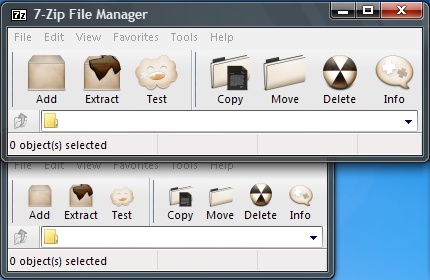 7-Zip File Manager
File Edit View Favorites Tools Help
Add Extract Test Copy Move Delete Info
0 object(s) selected
File Edit View Favorites Tools Help
Add Extract Test Copy Move Delete Info
0 object(s) selected